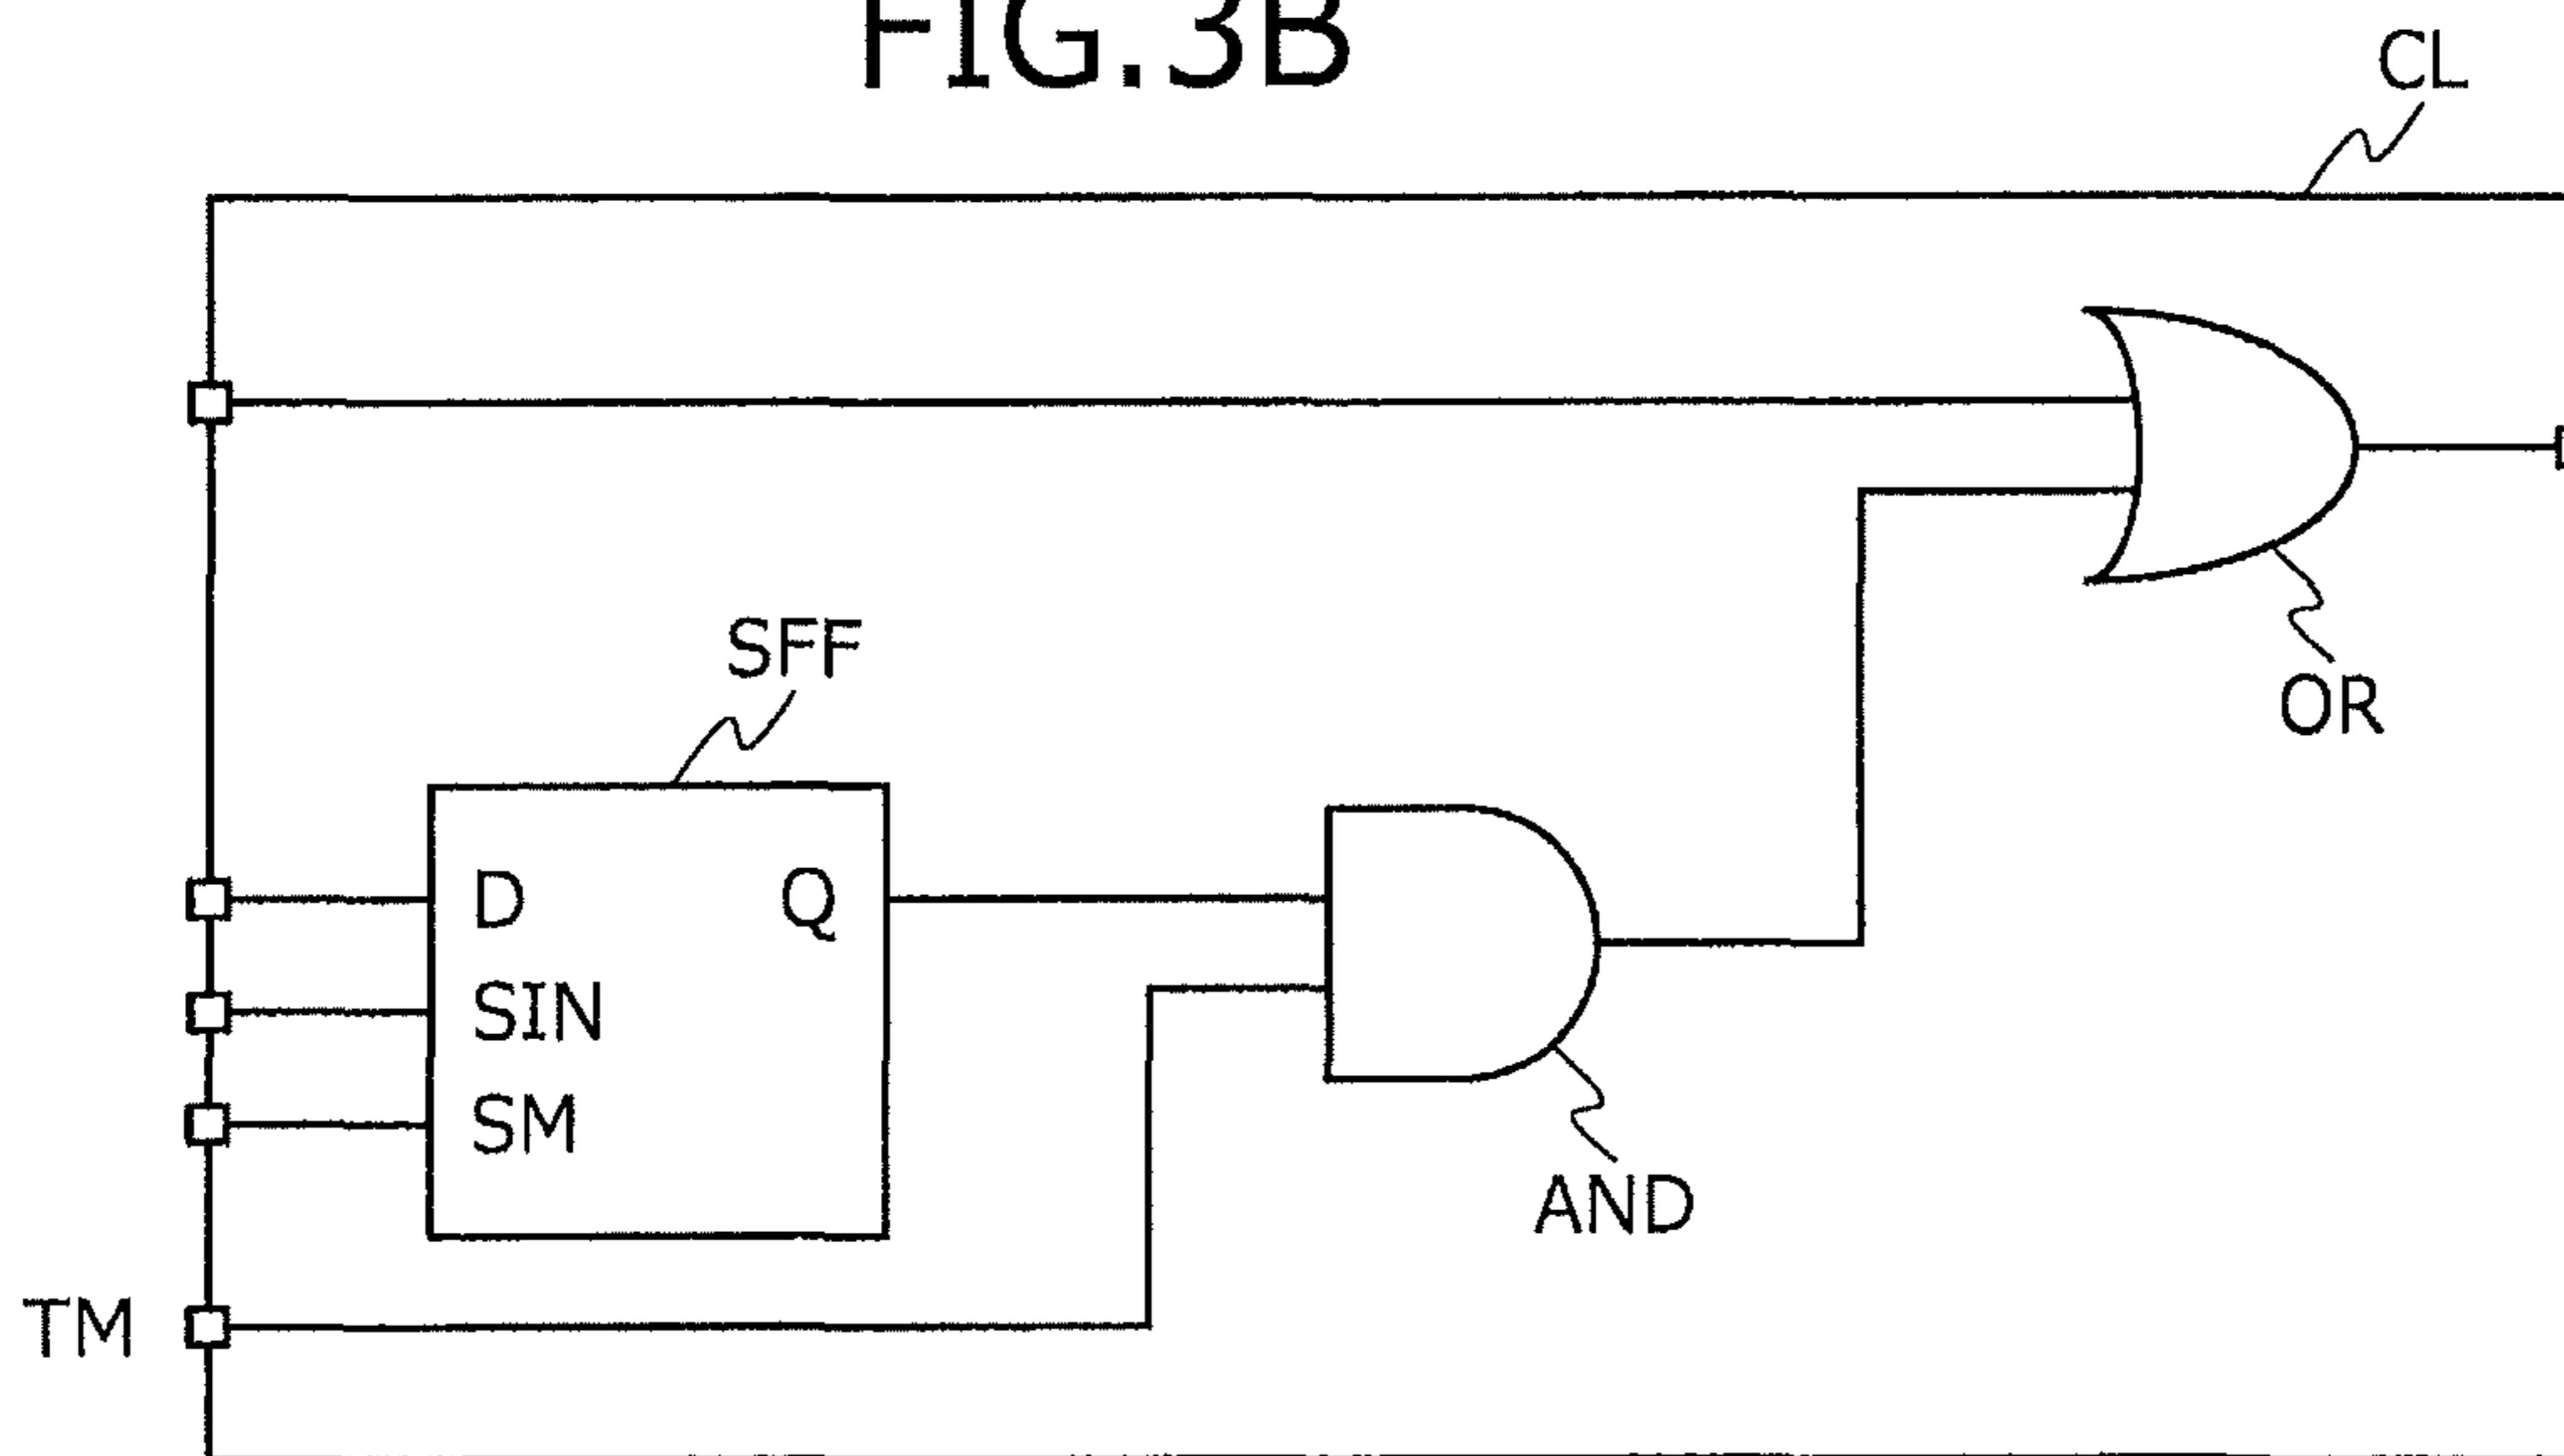 FIG.3B
CL
SFF
OR
D Q
SIN
SM
AND
TM